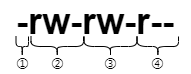 -rw-rw-r--
① ② ③ ④